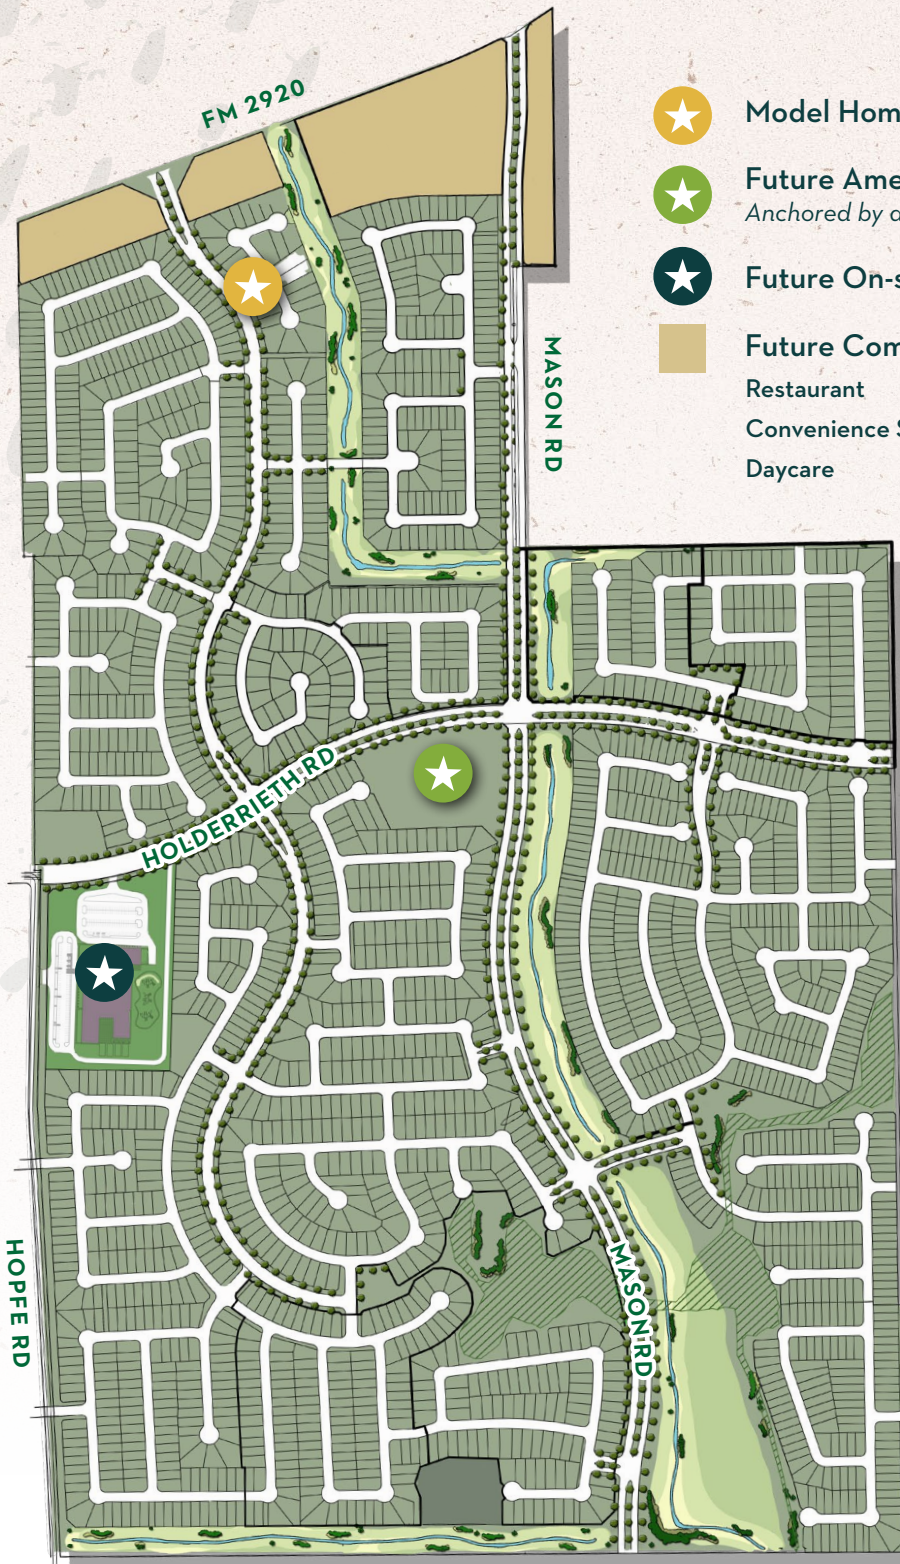 FM 2920
Model Hom
Future Ame
Anchored by a
Future On-s
Future Com
Restaurant
Convenience S
Daycare
MASON RD
HOLDERRIETH RD
HOPFE RD
MASON RD